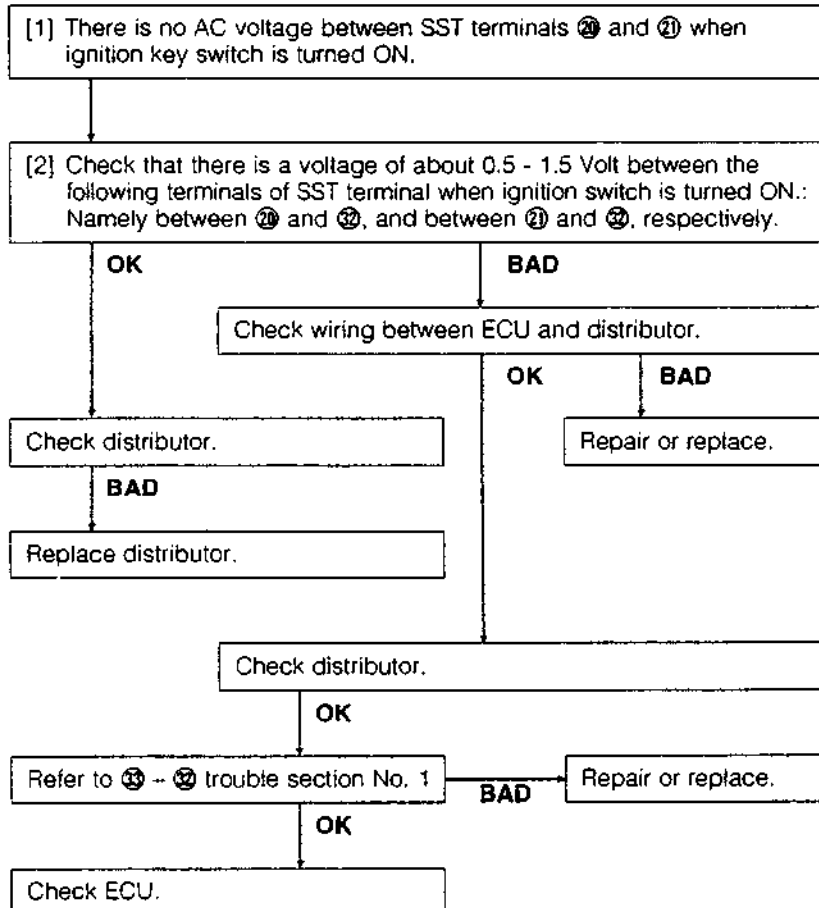 [1] There is no AC voltage between SST terminals ⑳ and ㉑ when
ignition key switch is turned ON.
[2] Check that there is a voltage of about 0.5 - 1.5 Volt between the
following terminals of SST terminal when ignition switch is turned ON.:
Namely between ⑳ and ㉜, and between ㉑ and ㉜, respectively.
OK
BAD
Check wiring between ECU and distributor.
OK
BAD
Check distributor.
Repair or replace.
BAD
Replace distributor.
Check distributor.
OK
Refer to ㉝ – ㉜ trouble section No. 1
BAD
Repair or replace.
OK
Check ECU.